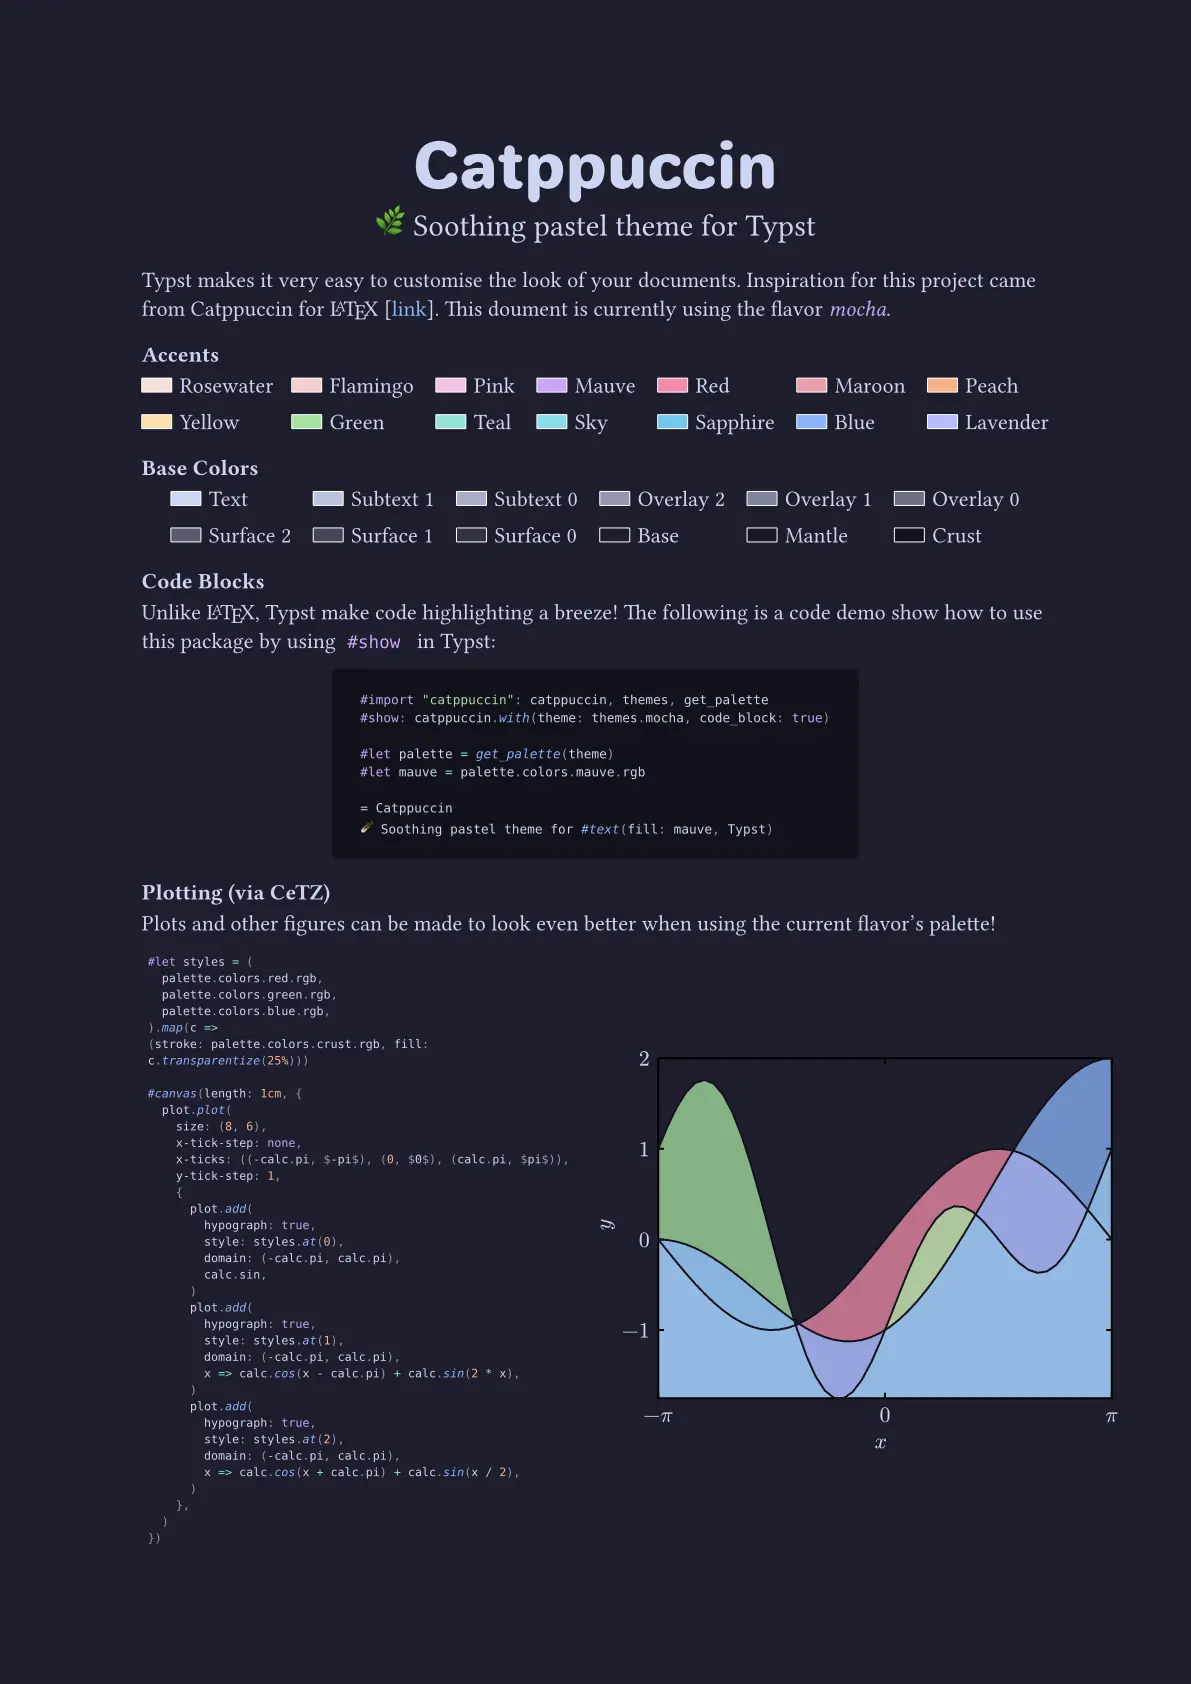 Catppuccin
🌿 Soothing pastel theme for Typst
Typst makes it very easy to customise the look of your documents. Inspiration for this project came
from Catppuccin for LATEX [link]. This doument is currently using the flavor mocha.
Accents
Rosewater Flamingo Pink Mauve Red Maroon Peach
Yellow Green Teal Sky Sapphire Blue Lavender
Base Colors
Text Subtext 1 Subtext 0 Overlay 2 Overlay 1 Overlay 0
Surface 2 Surface 1 Surface 0 Base Mantle Crust
Code Blocks
Unlike LATEX, Typst make code highlighting a breeze! The following is a code demo show how to use
this package by using #show in Typst:
#import "catppuccin": catppuccin, themes, get_palette
#show: catppuccin.with(theme: themes.mocha, code_block: true)
#let palette = get_palette(theme)
#let mauve = palette.colors.mauve.rgb
= Catppuccin
🪶 Soothing pastel theme for #text(fill: mauve, Typst)
Plotting (via CeTZ)
Plots and other figures can be made to look even better when using the current flavor's palette!
#let styles = (
  palette.colors.red.rgb,
  palette.colors.green.rgb,
  palette.colors.blue.rgb,
).map(c =>
(stroke: palette.colors.crust.rgb, fill:
c.transparentize(25%)))
#canvas(length: 1cm, {
  plot.plot(
    size: (8, 6),
    x-tick-step: none,
    x-ticks: ((-calc.pi, $-pi$), (0, $0$), (calc.pi, $pi$)),
    y-tick-step: 1,
    {
      plot.add(
        hypograph: true,
        style: styles.at(0),
        domain: (-calc.pi, calc.pi),
        calc.sin,
      )
      plot.add(
        hypograph: true,
        style: styles.at(1),
        domain: (-calc.pi, calc.pi),
        x => calc.cos(x - calc.pi) + calc.sin(2 * x),
      )
      plot.add(
        hypograph: true,
        style: styles.at(2),
        domain: (-calc.pi, calc.pi),
        x => calc.cos(x + calc.pi) + calc.sin(x / 2),
      )
    },
  )
})
2
1
y
0
−1
−π 0 π
x